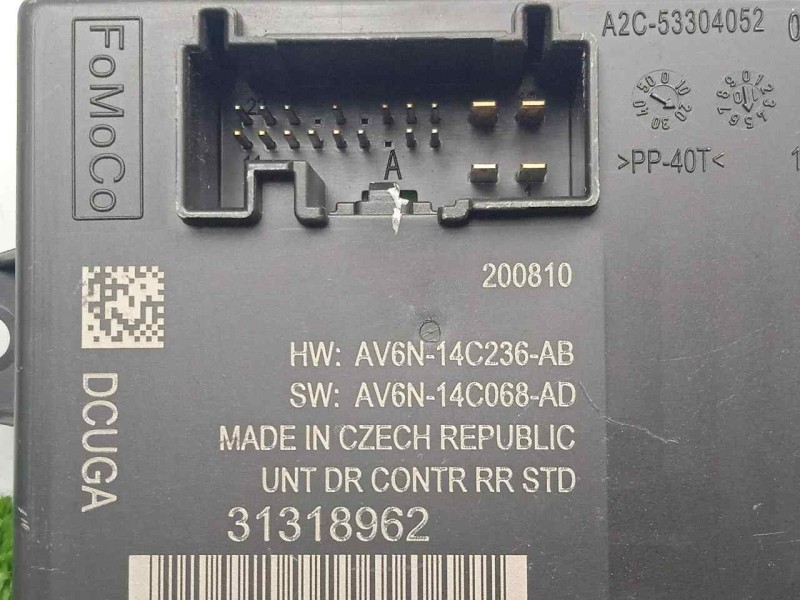 FoMoCo
A2C-53304052
A
>PP-40T<
200810
DCUGA
HW: AV6N-14C236-AB
SW: AV6N-14C068-AD
MADE IN CZECH REPUBLIC
UNT DR CONTR RR STD
31318962